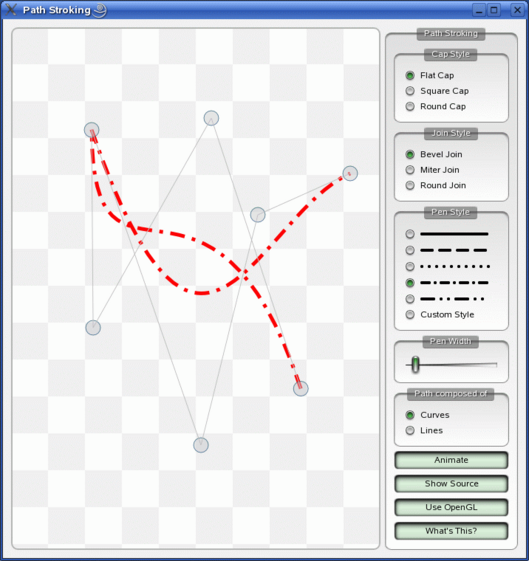 Path Stroking
Path Stroking
Cap Style
Flat Cap
Square Cap
Round Cap
Join Style
Bevel Join
Miter Join
Round Join
Pen Style
Custom Style
Pen Width
Path composed of
Curves
Lines
Animate
Show Source
Use OpenGL
What's This?